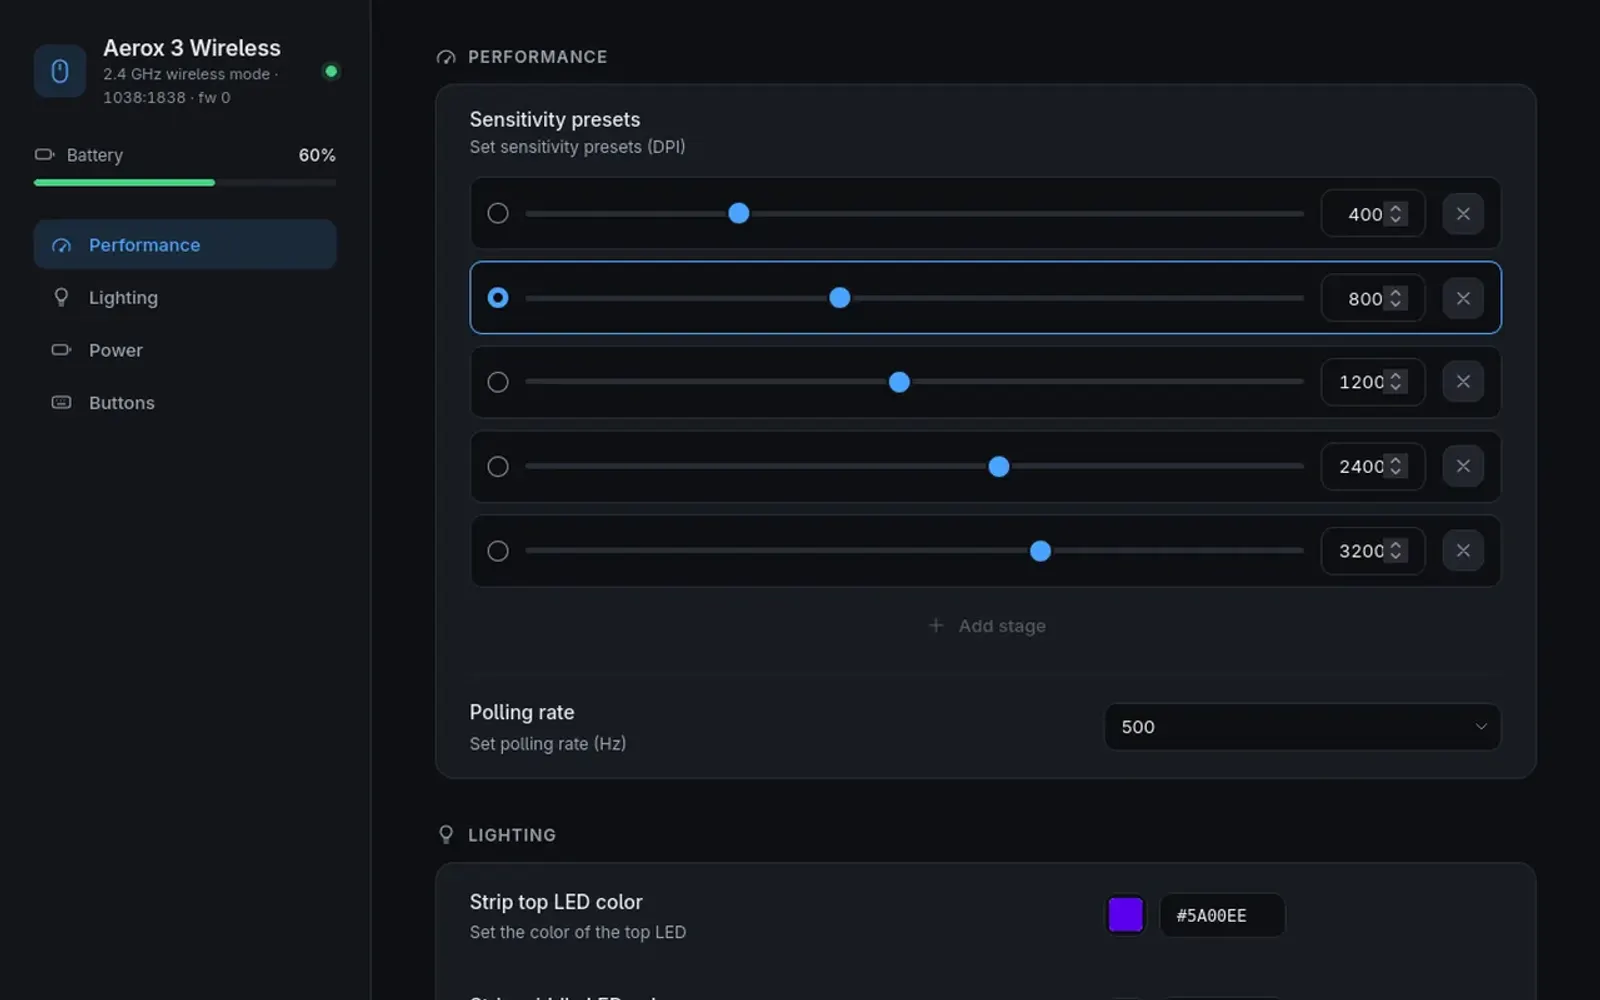 Aerox 3 Wireless
2.4 GHz wireless mode ·
1038:1838 · fw 0
Battery
60%
Performance
Lighting
Power
Buttons
PERFORMANCE
Sensitivity presets
Set sensitivity presets (DPI)
400
800
1200
2400
3200
+ Add stage
Polling rate
Set polling rate (Hz)
500
LIGHTING
Strip top LED color
Set the color of the top LED
#5A00EE